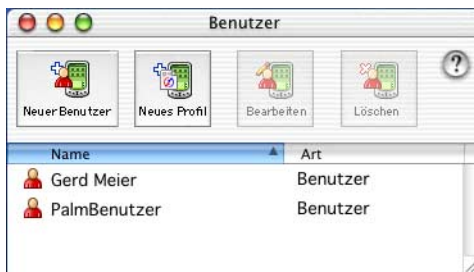 Benutzer
Neuer Benutzer Neues Profil Bearbeiten Löschen ?
Name Art
Gerd Meier Benutzer
PalmBenutzer Benutzer